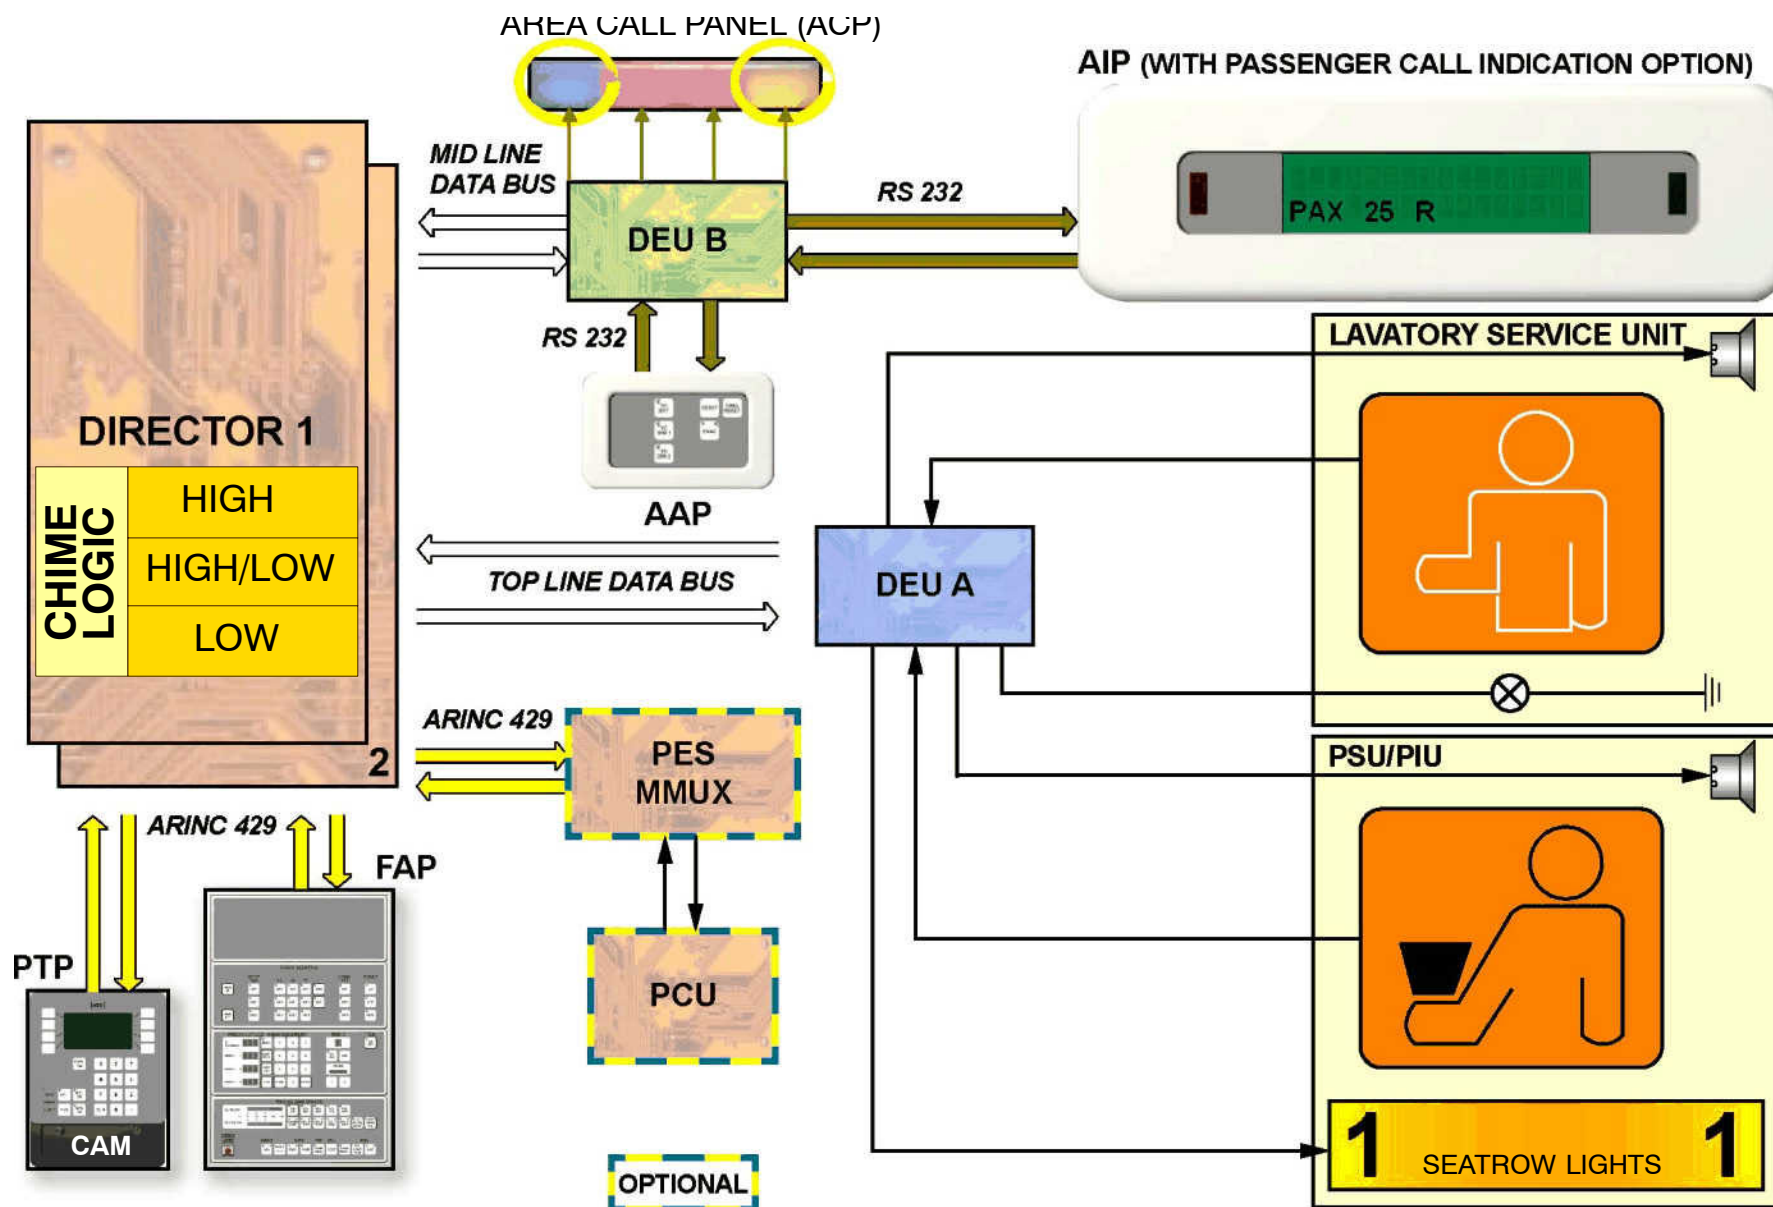 AREA CALL PANEL (ACP)
AIP (WITH PASSENGER CALL INDICATION OPTION)
MID LINE
DATA BUS
RS 232
PAX 25 R
DEU B
RS 232
LAVATORY SERVICE UNIT
DIRECTOR 1
CHIME
LOGIC
HIGH
HIGH/LOW
LOW
2
AAP
TOP LINE DATA BUS
DEU A
ARINC 429
PES
MMUX
PSU/PIU
ARINC 429
FAP
PTP
CAM
PCU
1 SEATROW LIGHTS 1
OPTIONAL